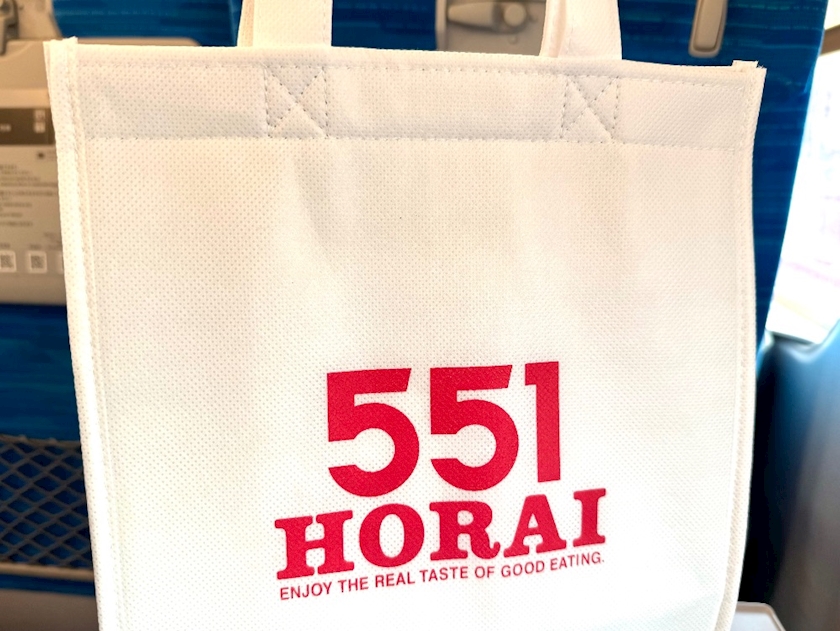 551
HORAI
ENJOY THE REAL TASTE OF GOOD EATING.